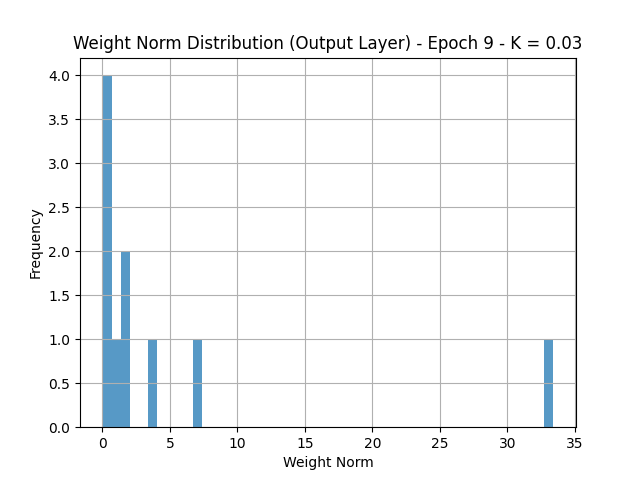 Weight Norm Distribution (Output Layer) - Epoch 9 - K = 0.03
4.0
3.5
3.0
2.5
2.0
1.5
1.0
0.5
0.0
Frequency
0 5 10 15 20 25 30 35
Weight Norm